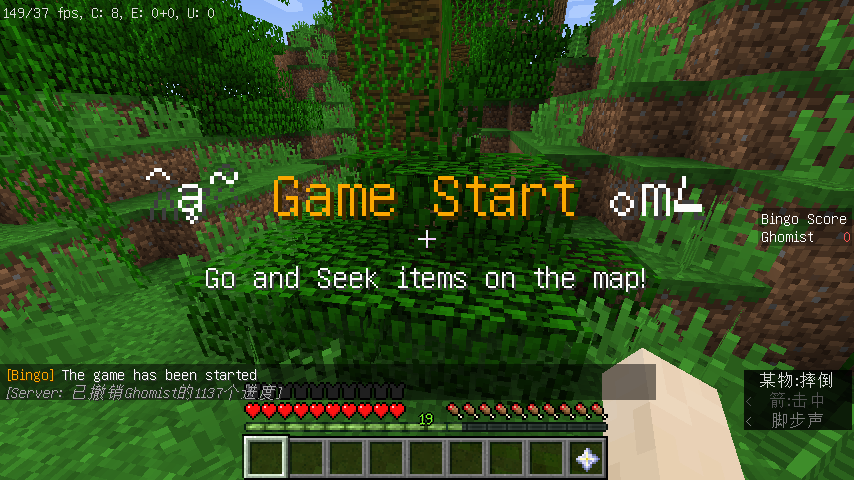 149/37 fps, C: 8, E: 0+0, U: 0
Game Start
Bingo Score
Ghomist 0
Go and Seek items on the map!
[Bingo] The game has been started
[Server: 已撤销Ghomist的1137个进度]
某物:摔倒
< 箭:击中
< 脚步声
19